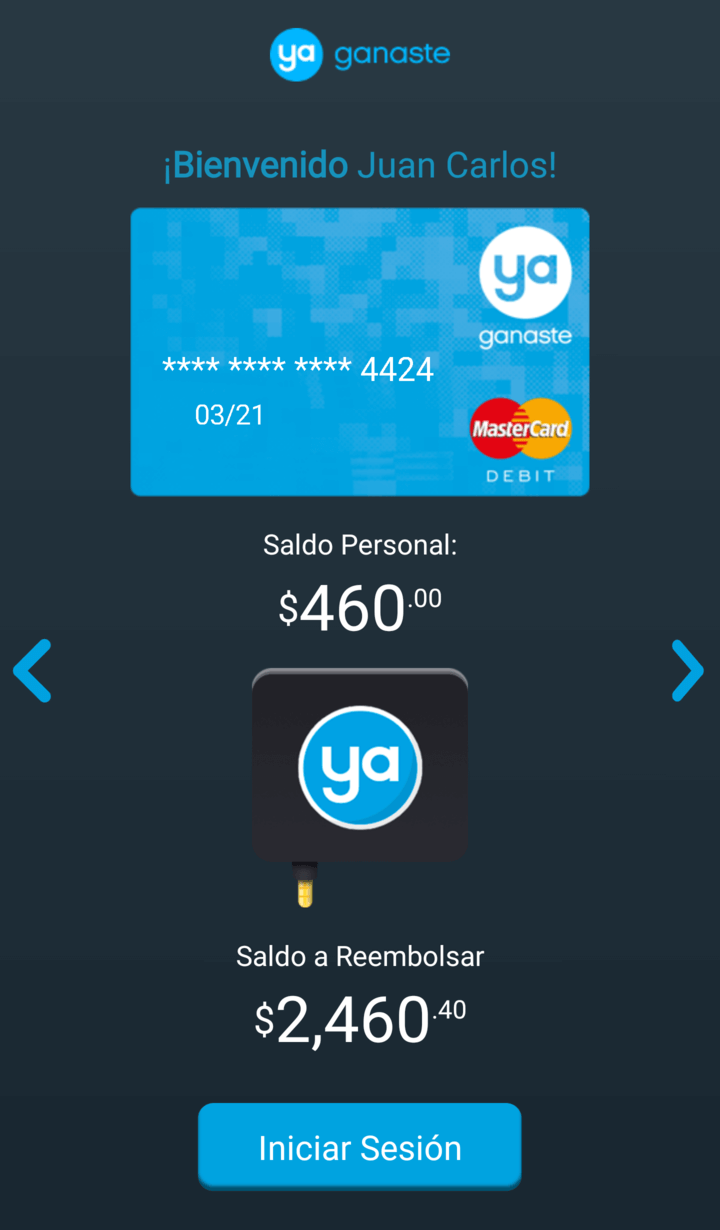 ya ganaste
¡Bienvenido Juan Carlos!
ya
ganaste
**** **** **** 4424
03/21
MasterCard
DEBIT
Saldo Personal:
$460.00
ya
Saldo a Reembolsar
$2,460.40
Iniciar Sesión